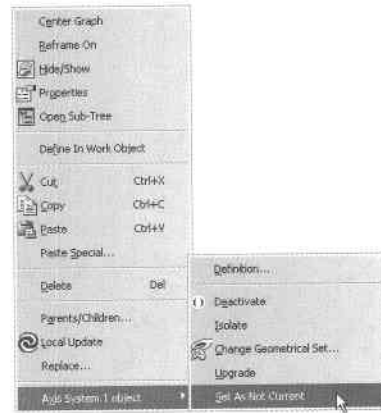 Center Graph
Reframe On
Hide/Show
Properties
Open Sub-Tree
Define In Work Object
Cut Ctrl+X
Copy Ctrl+C
Paste Ctrl+V
Paste Special...
Delete Del
Parents/Children...
Local Update
Replace...
Axis System.1 object
Definition...
Deactivate
Isolate
Change Geometrical Set...
Upgrade
Set As Not Current